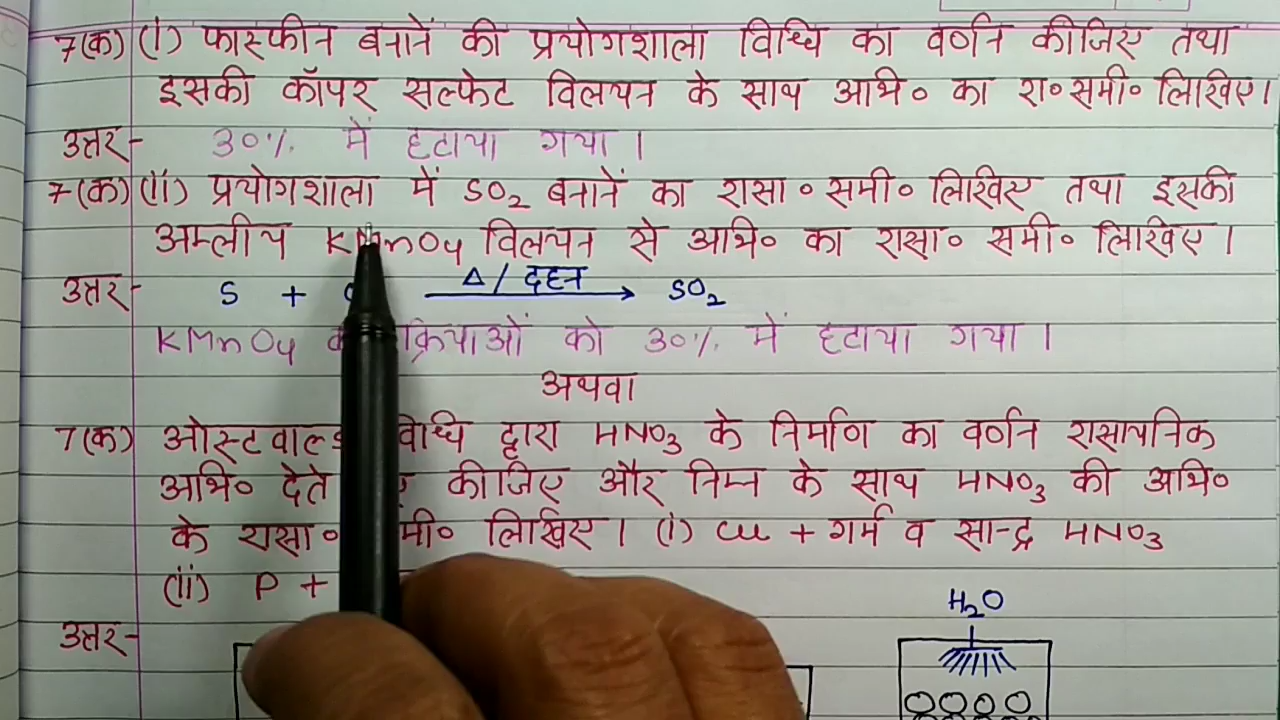 7(क) (i) फास्फीन बनानें की प्रयोगशाला विधि का वर्णन कीजिए तथा
इसकी कॉपर सल्फेट विलयन के साथ अभि० का रा०समी० लिखिए।
उत्तर- 30% में हटाया गया।
7(क) (ii) प्रयोगशाला में SO2 बनानें का रासा०समी० लिखिए तथा इसकी
अम्लीय KMnO4 विलयन से अभि० का रासा० समी० लिखिए।
उत्तर- S + Δ/दहन SO2
KMnO4 क्रियाओं को 30% में हटाया गया।
अथवा
7(क) ओस्टवाल्ड विधि द्वारा HNO3 के निर्माण का वर्णन रासायनिक
अभि० देते कीजिए और निम्न के साथ HNO3 की अभि०
के रासा० समी० लिखिए। (i) Cu + गर्म व सान्द्र HNO3
(ii) P +
H2O
उत्तर-